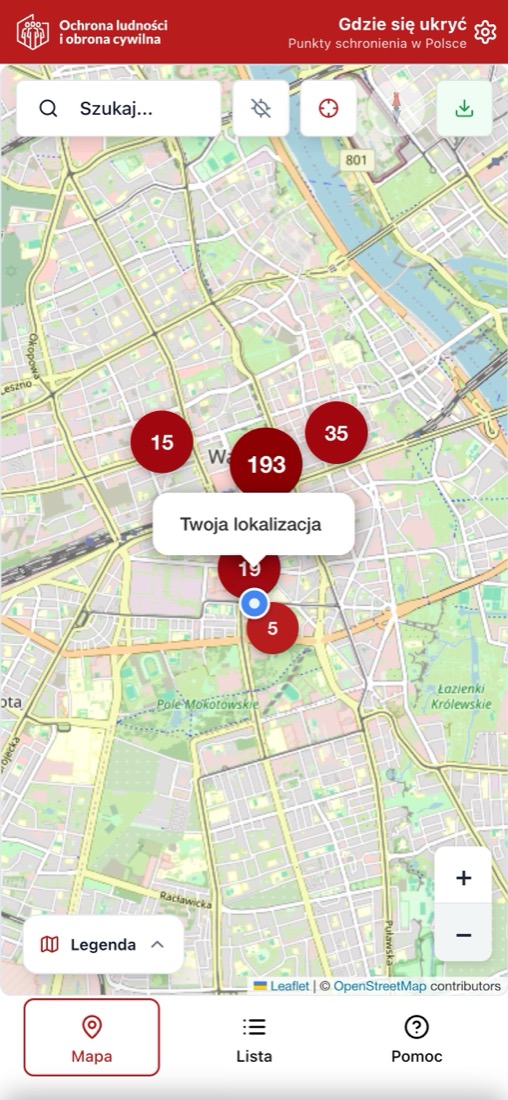 Ochrona ludności
i obrona cywilna
Gdzie się ukryć
Punkty schronienia w Polsce
Szukaj...
801
Okopowa
Leszno
15
35
193
Twoja lokalizacja
19
5
Pole Mokotowskie
Łazienki
Królewskie
Racławicka
Puławska
+
−
Legenda
Leaflet | © OpenStreetMap contributors
Mapa
Lista
Pomoc